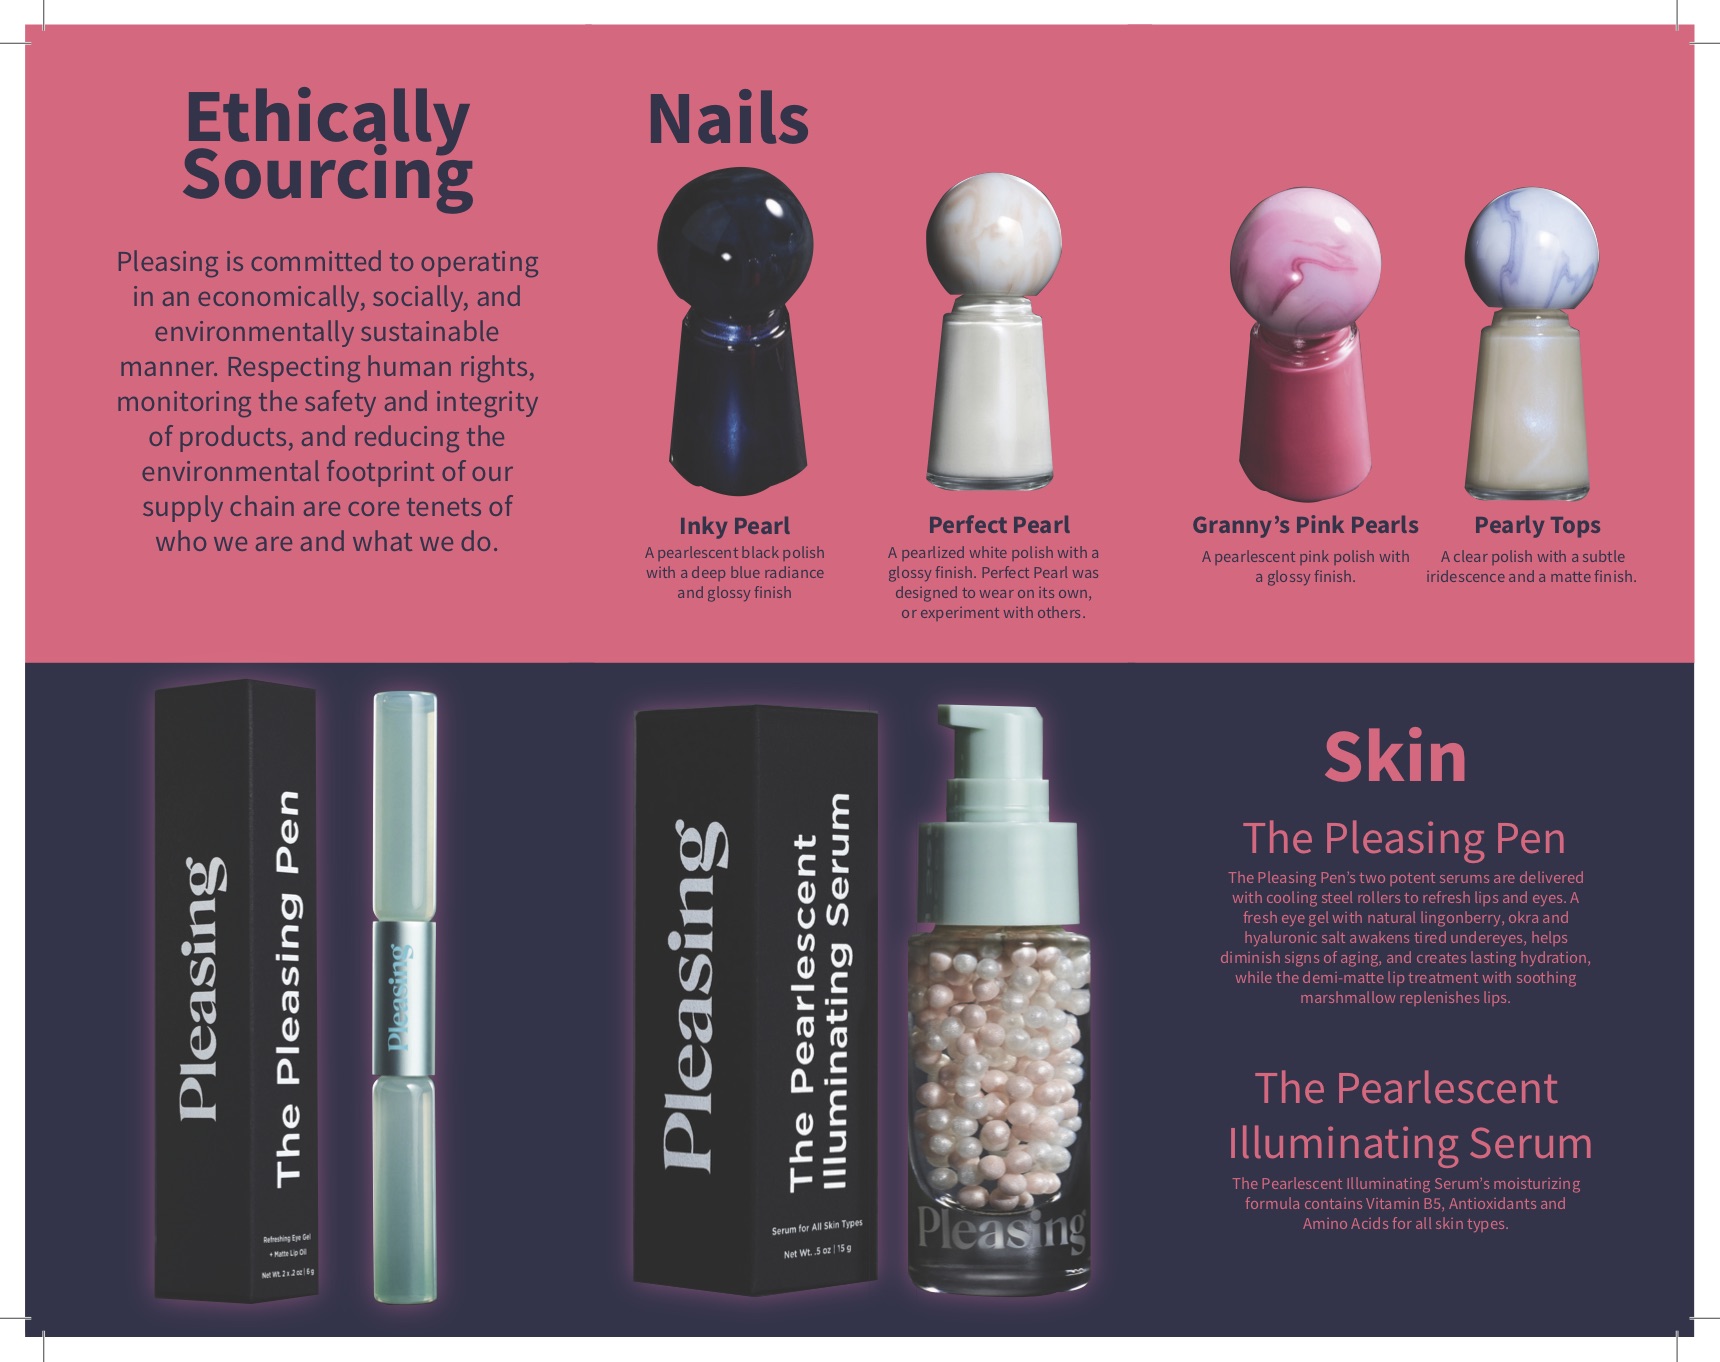 Ethically
Sourcing
Pleasing is committed to operating
in an economically, socially, and
environmentally sustainable
manner. Respecting human rights,
monitoring the safety and integrity
of products, and reducing the
environmental footprint of our
supply chain are core tenets of
who we are and what we do.
Nails
Inky Pearl
A pearlescent black polish
with a deep blue radiance
and glossy finish
Perfect Pearl
A pearlized white polish with a
glossy finish. Perfect Pearl was
designed to wear on its own,
or experiment with others.
Granny’s Pink Pearls
A pearlescent pink polish with
a glossy finish.
Pearly Tops
A clear polish with a subtle
iridescence and a matte finish.
Pleasing
The Pleasing Pen
Refreshing Eye Gel
+ Matte Lip Oil
Net Wt. 2 x .2 oz | 6 g
Pleasing
Pleasing
The Pearlescent
Illuminating Serum
Serum for All Skin Types
Net Wt. .5 oz | 15 g
Pleasing
Skin
The Pleasing Pen
The Pleasing Pen’s two potent serums are delivered
with cooling steel rollers to refresh lips and eyes. A
fresh eye gel with natural lingonberry, okra and
hyaluronic salt awakens tired undereyes, helps
diminish signs of aging, and creates lasting hydration,
while the demi-matte lip treatment with soothing
marshmallow replenishes lips.
The Pearlescent
Illuminating Serum
The Pearlescent Illuminating Serum’s moisturizing
formula contains Vitamin B5, Antioxidants and
Amino Acids for all skin types.